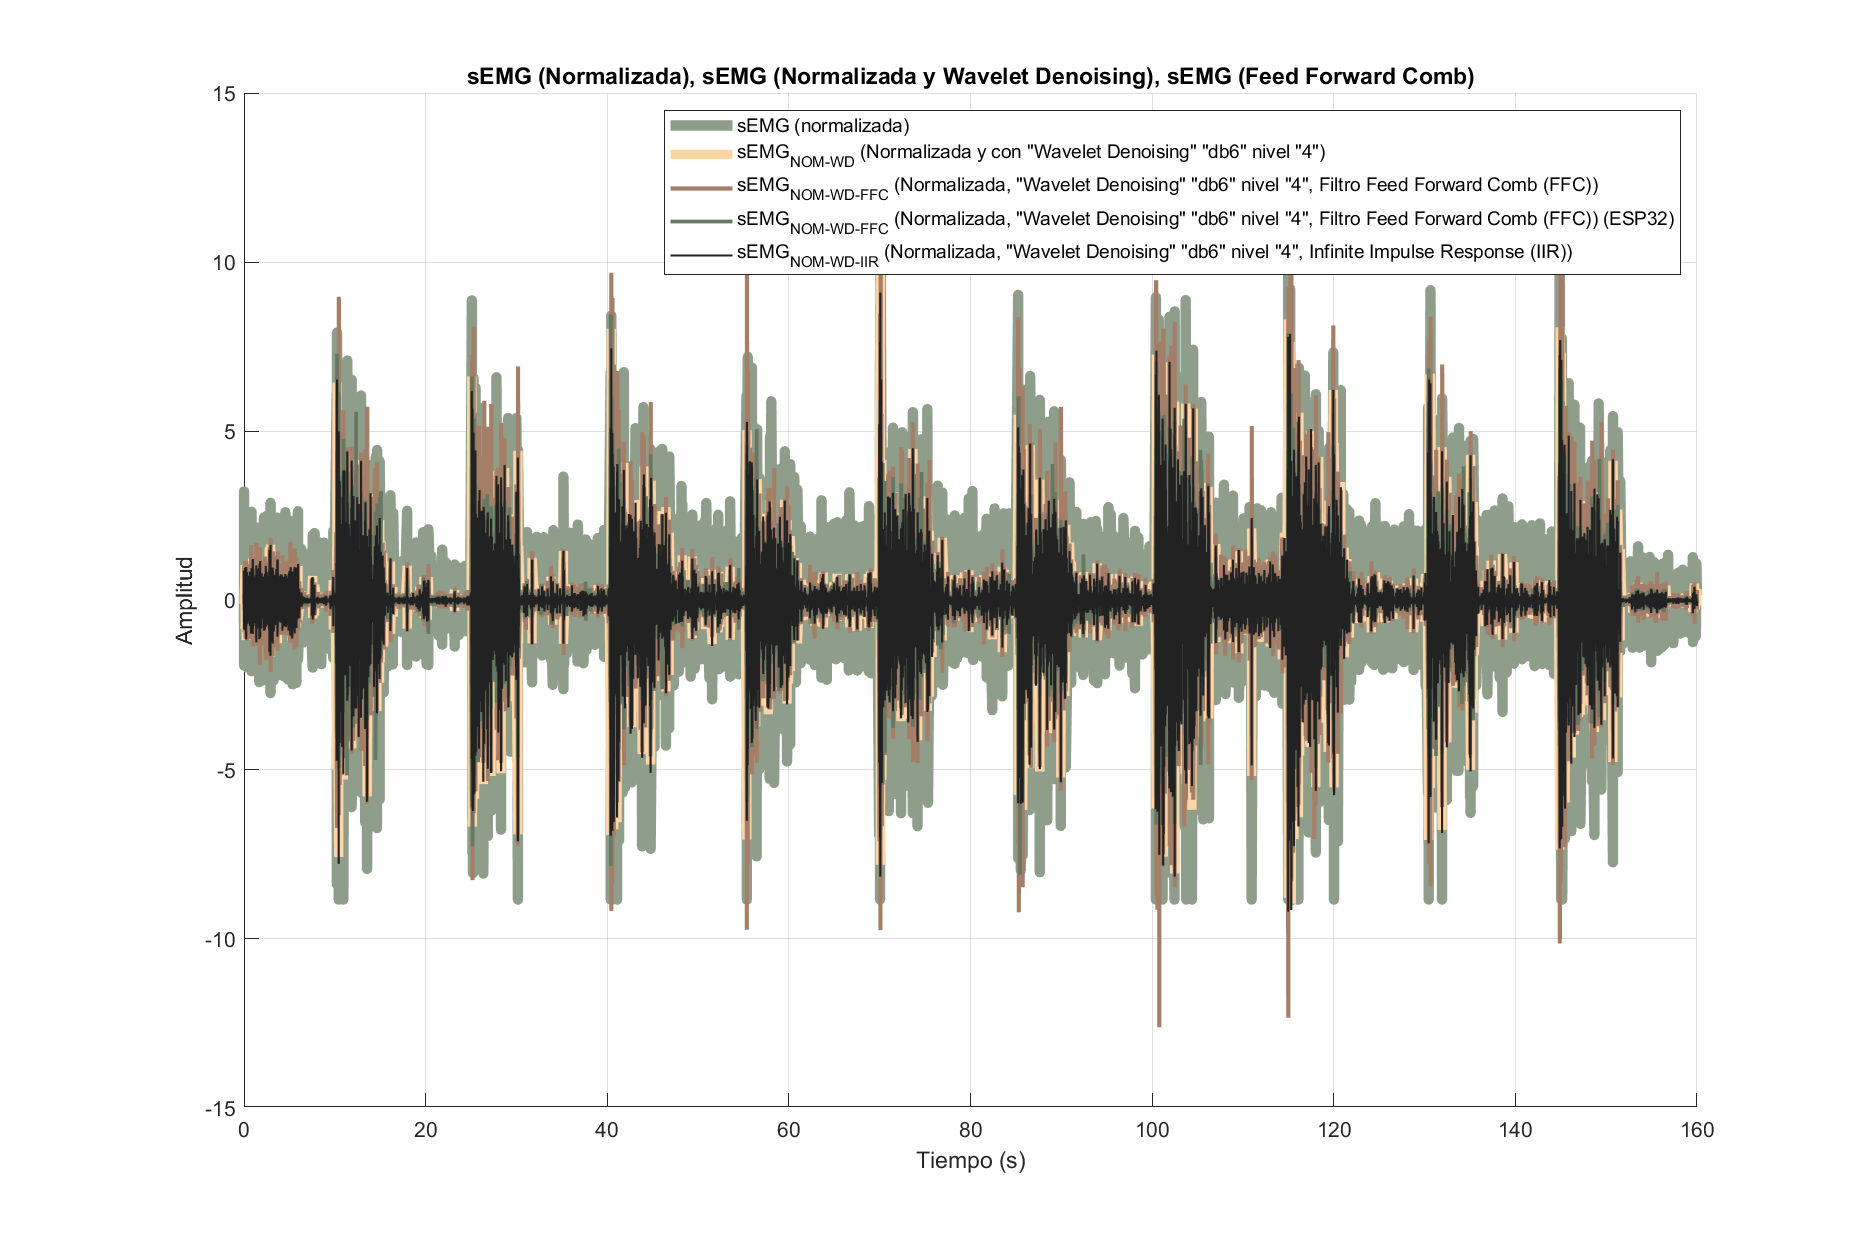 sEMG (Normalizada), sEMG (Normalizada y Wavelet Denoising), sEMG (Feed Forward Comb)
sEMG (normalizada)
sEMG_NOM-WD (Normalizada y con "Wavelet Denoising" "db6" nivel "4")
sEMG_NOM-WD-FFC (Normalizada, "Wavelet Denoising" "db6" nivel "4", Filtro Feed Forward Comb (FFC))
sEMG_NOM-WD-FFC (Normalizada, "Wavelet Denoising" "db6" nivel "4", Filtro Feed Forward Comb (FFC)) (ESP32)
sEMG_NOM-WD-IIR (Normalizada, "Wavelet Denoising" "db6" nivel "4", Infinite Impulse Response (IIR))
Amplitud
15
10
5
0
-5
-10
-15
0 20 40 60 80 100 120 140 160
Tiempo (s)